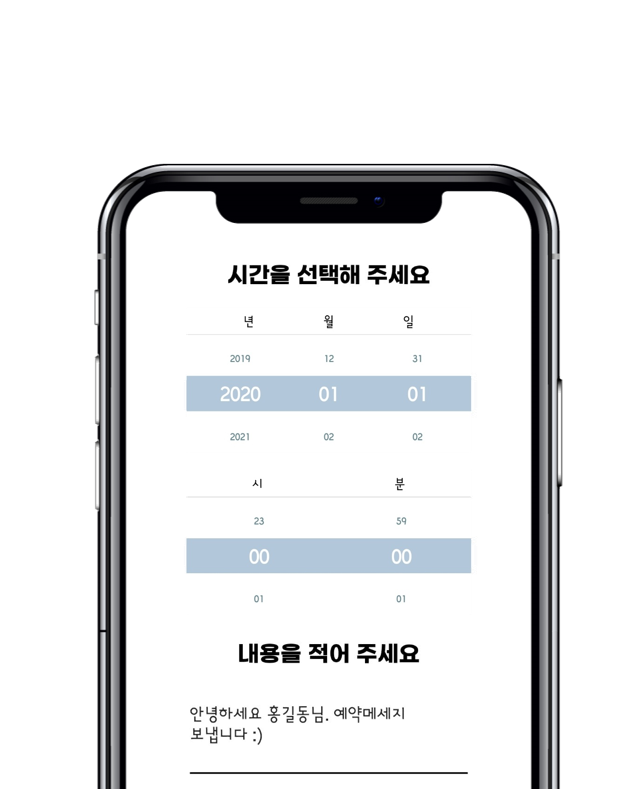 시간을 선택해 주세요
년 월 일
2019 12 31
2020 01 01
2021 02 02
시 분
23 59
00 00
01 01
내용을 적어 주세요
안녕하세요 홍길동님. 예약메세지
보냅니다 :)